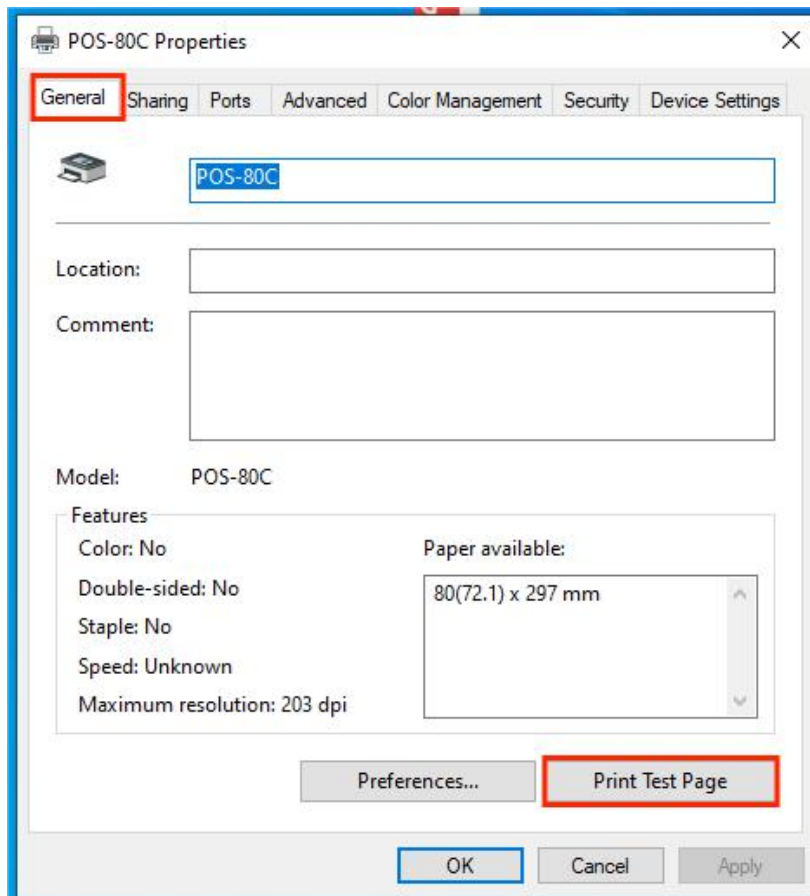 POS-80C Properties
General Sharing Ports Advanced Color Management Security Device Settings
POS-80C
Location:
Comment:
Model: POS-80C
Features
Color: No
Paper available:
Double-sided: No
80(72.1) x 297 mm
Staple: No
Speed: Unknown
Maximum resolution: 203 dpi
Preferences...
Print Test Page
OK
Cancel
Apply